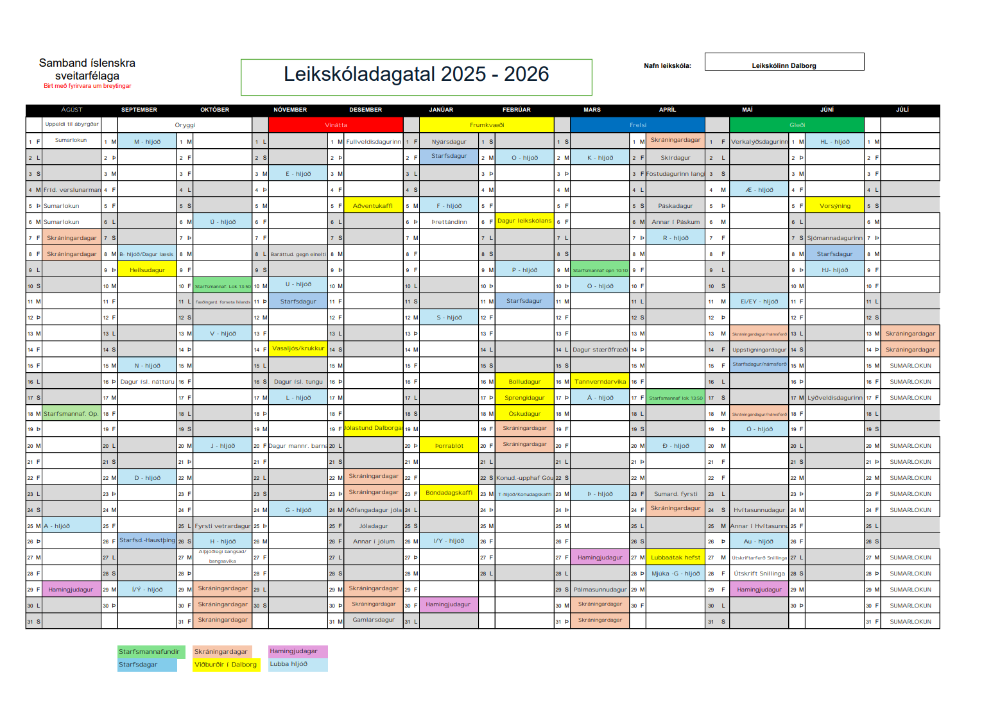 Samband íslenskra
sveitarfélaga
Birt með fyrirvara um breytingar
Leikskóladagatal 2025 - 2026
Nafn leikskóla: Leikskólinn Dalborg
ÁGÚST SEPTEMBER OKTÓBER NÓVEMBER DESEMBER JANÚAR FEBRÚAR MARS APRÍL MAÍ JÚNÍ JÚLÍ
Uppeldi til ábyrgðar Öryggi Vinátta Frumkvæði Frelsi Gleði
1 F Sumarlokun 1 M M - hljóð 1 M 1 L 1 M Fullveldisdagurinn 1 F Nýársdagur 1 S 1 S 1 M Skráningardagar 1 F Verkalýðsdagurinn 1 M HL - hljóð 1 M
2 L 2 Þ 2 F 2 S 2 Þ 2 F Starfsdagur 2 M O - hljóð 2 M K - hljóð 2 F Skírdagur 2 L 2 Þ 2 F
3 S 3 M 3 F 3 M E - hljóð 3 M 3 L 3 Þ 3 Þ 3 F Föstudagurinn langi 3 S 3 M 3 F
4 M Fríd. verslunarman 4 F 4 L 4 Þ 4 F 4 S 4 M 4 M 4 L 4 M Æ - hljóð 4 F 4 L
5 Þ Sumarlokun 5 F 5 S 5 M 5 F Aðventukaffi 5 M F - hljóð 5 F 5 F 5 S Páskadagur 5 Þ 5 F Vorsýning 5 S
6 M Sumarlokun 6 L 6 M Ú - hljóð 6 F 6 L 6 Þ Þrettándinn 6 F Dagur leikskólans 6 F 6 M Annar í Páskum 6 M 6 L 6 M
7 F Skráningardagar 7 S 7 Þ 7 F 7 S 7 M 7 L 7 L 7 Þ R - hljóð 7 F 7 S Sjómannadagurinn 7 Þ
8 F Skráningardagar 8 M B- hljóð/Dagur læsis 8 M 8 L Baráttud. gegn einelti 8 M 8 F 8 S 8 S 8 M 8 F 8 M Starfsdagur 8 M
9 L 9 Þ Heilsudagur 9 F 9 S 9 Þ 9 F 9 M P - hljóð 9 M Starfsmannaf opn 10:10 9 F 9 L 9 Þ HJ- hljóð 9 F
10 S 10 M 10 F Starfsmannaf. Lok 13:50 10 M U - hljóð 10 M 10 L 10 Þ 10 M Ö - hljóð 10 F 10 S 10 M 10 F
11 M 11 F 11 L Fæðingard. forseta Íslands 11 Þ Starfsdagur 11 F 11 S 11 M Starfsdagur 11 M 11 L 11 M Ei/EY - hljóð 11 F 11 L
12 Þ 12 F 12 S 12 M 12 F 12 M S - hljóð 12 F 12 F 12 S 12 Þ 12 F 12 S
13 M 13 L 13 M V - hljóð 13 F 13 L 13 Þ 13 F 13 F 13 M 13 M Skráningardagur/námsferð 13 L 13 M Skráningardagar
14 F 14 S 14 Þ 14 F Vasaljós/krukkur 14 S 14 M 14 L 14 L Dagur stærðfræði 14 Þ 14 F Uppstigningardagur 14 S 14 Þ Skráningardagar
15 F 15 M N - hljóð 15 M 15 L 15 M 15 F 15 S 15 S 15 M 15 F Starfsdagur/námsferð 15 M 15 M SUMARLOKUN
16 L 16 Þ Dagur ísl. náttúru 16 F 16 S Dagur ísl. tungu 16 Þ 16 F 16 M Bolludagur 16 M Tannverndarvika 16 F 16 L 16 Þ 16 F SUMARLOKUN
17 S 17 M 17 F 17 M L - hljóð 17 M 17 L 17 Þ Sprengidagur 17 Þ Á - hljóð 17 F Starfsmannaf lok 13:50 17 S 17 M Lýðveldisdagurinn 17 F SUMARLOKUN
18 M Starfsmannaf. Op. 18 F 18 L 18 Þ 18 F 18 S 18 M Öskudagur 18 M 18 L 18 M Skráningardagur/námsferð 18 F 18 L
19 Þ 19 F 19 S 19 M 19 F Jólastund Dalborgar 19 M 19 F Skráningardagar 19 F 19 S 19 Þ Ó - hljóð 19 F 19 S
20 M 20 L 20 M J - hljóð 20 F Dagur mannr. barna 20 L 20 Þ Þorrablót 20 F Skráningardagar 20 F 20 M Ð - hljóð 20 M 20 L 20 M SUMARLOKUN
21 F 21 S 21 Þ 21 F 21 S 21 M 21 L 21 L 21 Þ 21 F 21 S 21 Þ SUMARLOKUN
22 F 22 M D - hljóð 22 M 22 L 22 M Skráningardagar 22 F 22 S Konud.-upphaf Góu 22 S 22 M 22 F 22 M 22 M SUMARLOKUN
23 L 23 Þ 23 F 23 S 23 Þ Skráningardagar 23 F Bóndadagskaffi 23 M T-hljóð/Konudagskaffi 23 M Þ - hljóð 23 F Sumard. fyrsti 23 L 23 Þ 23 F SUMARLOKUN
24 S 24 M 24 F 24 M G - hljóð 24 M Aðfangadagur jóla 24 L 24 Þ 24 Þ 24 F Skráningardagar 24 S Hvítasunnudagur 24 M 24 F SUMARLOKUN
25 M A - hljóð 25 F 25 L Fyrsti vetrardagur 25 Þ 25 F Jóladagur 25 S 25 M 25 M 25 L 25 M Annar í Hvítasunnu 25 F 25 L
26 Þ 26 F Starfsd.-Haustþing 26 S H - hljóð 26 M 26 F Annar í jólum 26 M I/Y - hljóð 26 F 26 F 26 S 26 Þ Au - hljóð 26 F 26 S
27 M 27 L 27 M Alþjóðlegi bangsad/ bangsavika 27 F 27 L 27 Þ 27 F 27 F Hamingjudagur 27 M Lubbaátak hefst 27 M Útskriftarferð Snillinga 27 L 27 M SUMARLOKUN
28 F 28 S 28 Þ 28 F 28 S 28 M 28 L 28 L 28 Þ Mjúka -G - hljóð 28 F Útskrift Snillinga 28 S 28 Þ SUMARLOKUN
29 F Hamingjudagur 29 M Í/Ý - hljóð 29 M Skráningardagar 29 L 29 M Skráningardagar 29 F 29 S Pálmasunnudagur 29 M 29 F Hamingjudagur 29 M 29 M SUMARLOKUN
30 L 30 Þ 30 F Skráningardagar 30 S 30 Þ Skráningardagar 30 F Hamingjudagur 30 M Skráningardagar 30 F 30 L 30 Þ 30 F SUMARLOKUN
31 S 31 F Skráningardagar 31 M Gamlársdagur 31 L 31 Þ Skráningardagar 31 S 31 F SUMARLOKUN
Starfsmannafundir Skráningardagar Hamingjudagar
Starfsdagar Viðburðir í Dalborg Lubba hljóð